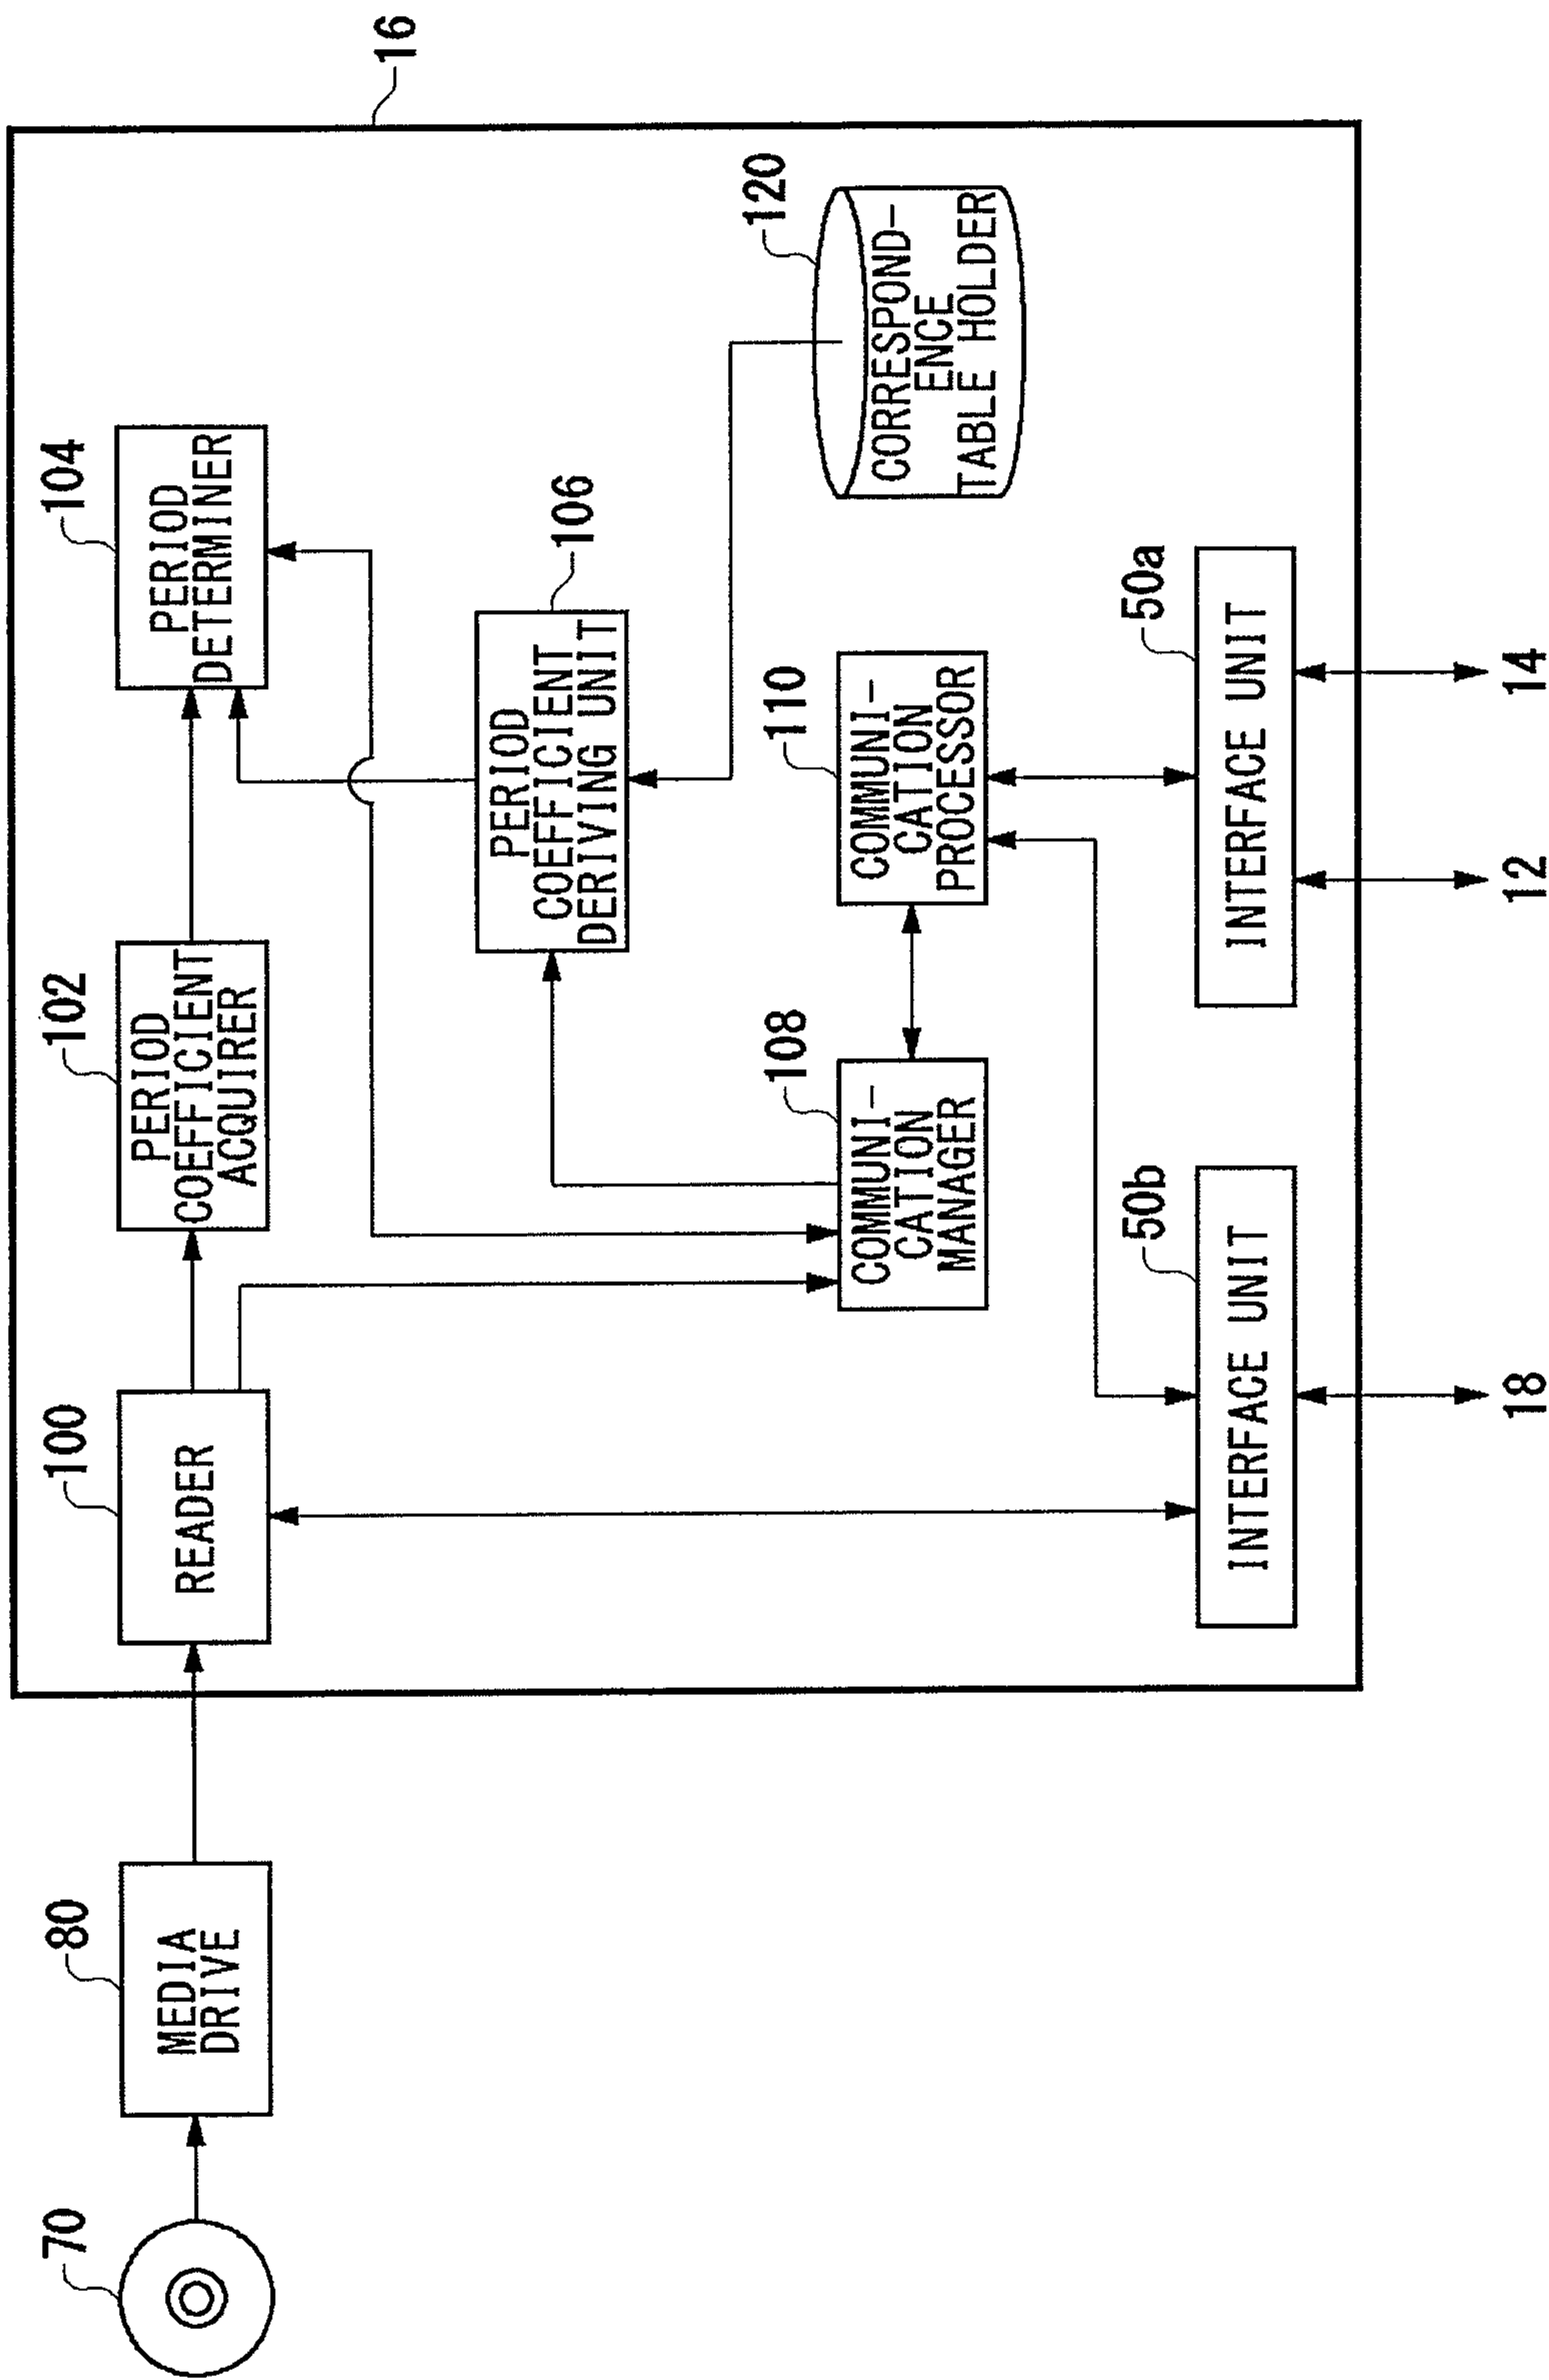 16
70
80
MEDIA
DRIVE
100
READER
102
PERIOD
COEFFICIENT
ACQUIRER
104
PERIOD
DETERMINER
106
PERIOD
COEFFICIENT
DERIVING UNIT
120
CORRESPOND-
ENCE
TABLE HOLDER
108
COMMUNI-
CATION
MANAGER
110
COMMUNI-
CATION
PROCESSOR
50b
INTERFACE UNIT
50a
INTERFACE UNIT
18
12
14